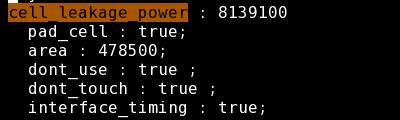 cell_leakage_power : 8139100
pad_cell : true;
area : 478500;
dont_use : true ;
dont_touch : true ;
interface_timing : true;